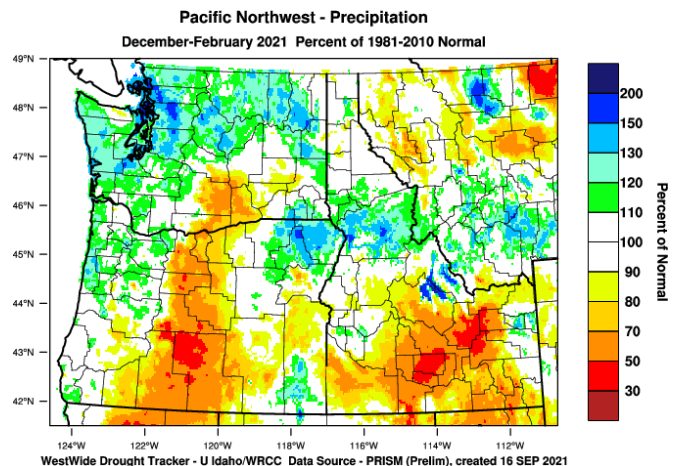 Pacific Northwest - Precipitation
December-February 2021 Percent of 1981-2010 Normal
49°N
48°N
47°N
46°N
45°N
44°N
43°N
42°N
124°W 122°W 120°W 118°W 116°W 114°W 112°W
200
150
130
120
110
100
90
80
70
50
30
Percent of Normal
WestWide Drought Tracker - U Idaho/WRCC Data Source - PRISM (Prelim), created 16 SEP 2021